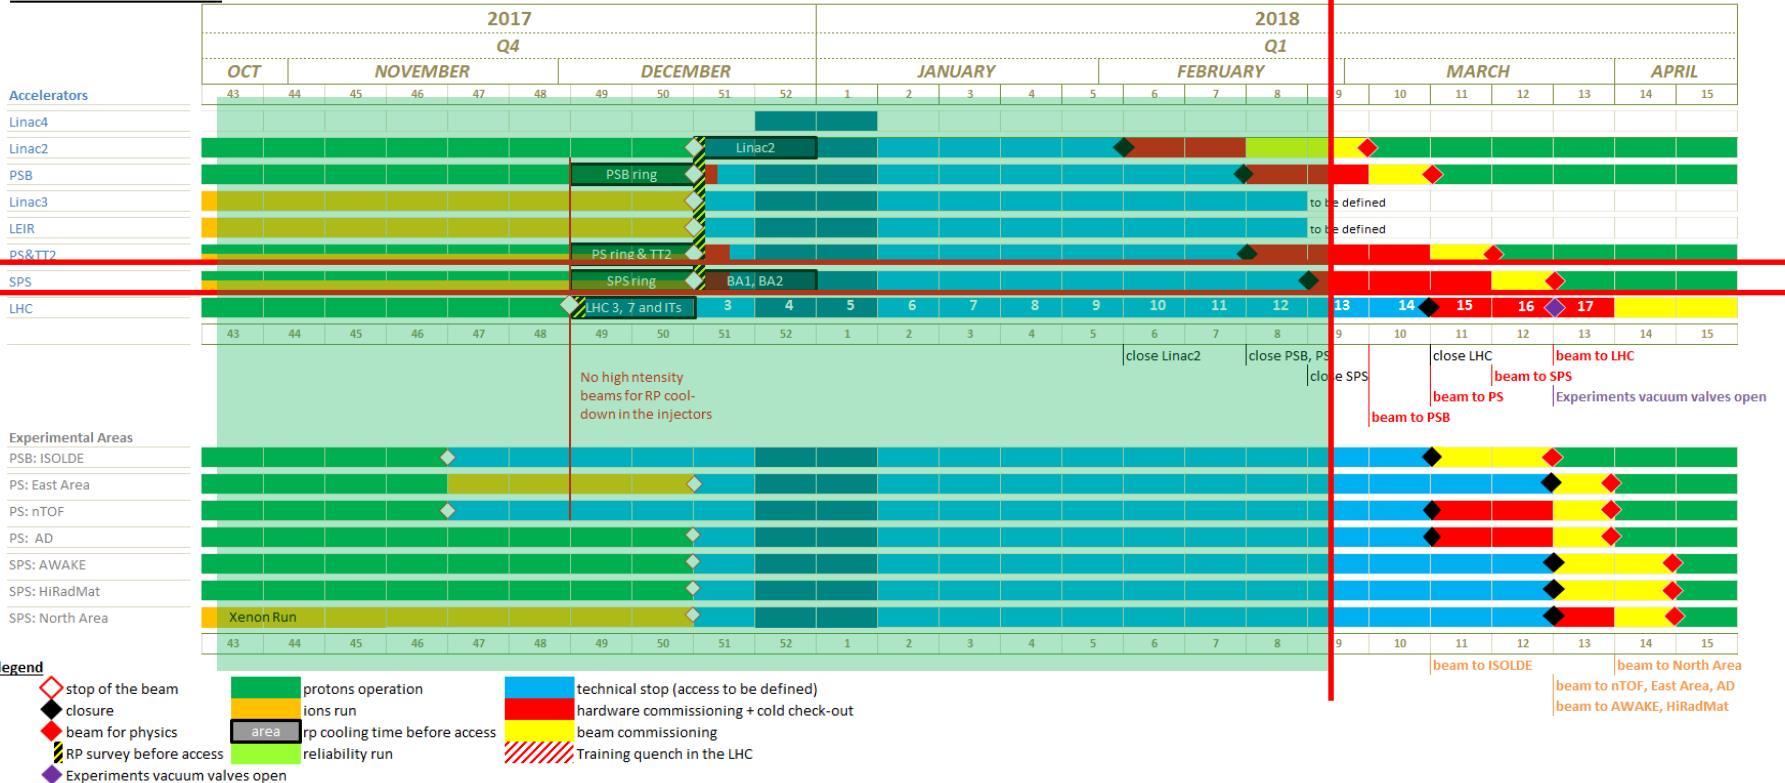 2017 2018
Q4 Q1
OCT NOVEMBER DECEMBER JANUARY FEBRUARY MARCH APRIL
Accelerators 43 44 45 46 47 48 49 50 51 52 1 2 3 4 5 6 7 8 9 10 11 12 13 14 15
Linac4
Linac2 Linac2
PSB PSB ring
Linac3 to be defined
LEIR to be defined
PS&TT2 PS ring & TT2
SPS SPS ring BA1, BA2
LHC LHC 3, 7 and ITs 3 4 5 6 7 8 9 10 11 12 13 14 15 16 17
43 44 45 46 47 48 49 50 51 52 1 2 3 4 5 6 7 8 9 10 11 12 13 14 15
close Linac2 close PSB, PS close LHC beam to LHC
No high ntensity close SPS beam to SPS
beams for RP cool- beam to PS Experiments vacuum valves open
down in the injectors beam to PSB
Experimental Areas
PSB: ISOLDE
PS: East Area
PS: nTOF
PS: AD
SPS: AWAKE
SPS: HiRadMat
SPS: North Area Xenon Run
43 44 45 46 47 48 49 50 51 52 1 2 3 4 5 6 7 8 9 10 11 12 13 14 15
legend beam to ISOLDE beam to North Area
stop of the beam protons operation technical stop (access to be defined) beam to nTOF, East Area, AD
closure ions run hardware commissioning + cold check-out beam to AWAKE, HiRadMat
beam for physics area rp cooling time before access beam commissioning
RP survey before access reliability run Training quench in the LHC
Experiments vacuum valves open